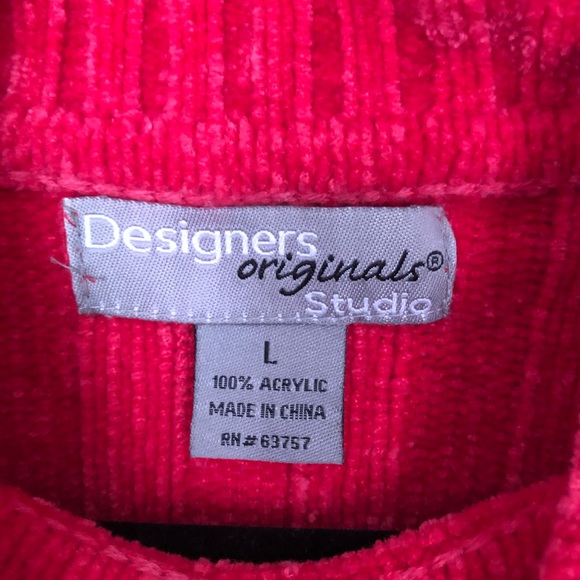 Designers
originals®
Studio
L
100% ACRYLIC
MADE IN CHINA
RN# 63757